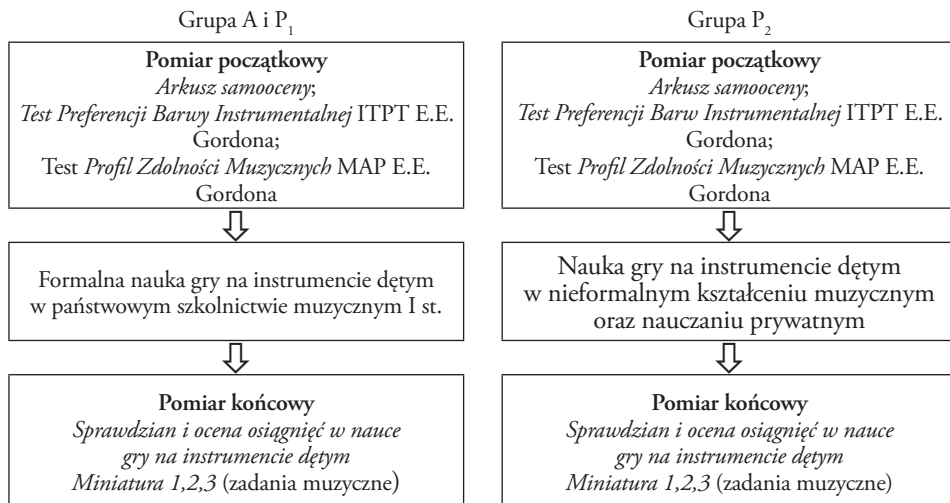 Grupa A i P₁
Pomiar początkowy
Arkusz samooceny;
Test Preferencji Barwy Instrumentalnej ITPT E.E.
Gordona;
Test Profil Zdolności Muzycznych MAP E.E.
Gordona
Formalna nauka gry na instrumencie dętym
w państwowym szkolnictwie muzycznym I st.
Pomiar końcowy
Sprawdzian i ocena osiągnięć w nauce
gry na instrumencie dętym
Miniatura 1,2,3 (zadania muzyczne)
Grupa P₂
Pomiar początkowy
Arkusz samooceny;
Test Preferencji Barw Instrumentalnej ITPT E.E.
Gordona;
Test Profil Zdolności Muzycznych MAP E.E.
Gordona
Nauka gry na instrumencie dętym
w nieformalnym kształceniu muzycznym
oraz nauczaniu prywatnym
Pomiar końcowy
Sprawdzian i ocena osiągnięć w nauce
gry na instrumencie dętym
Miniatura 1,2,3 (zadania muzyczne)